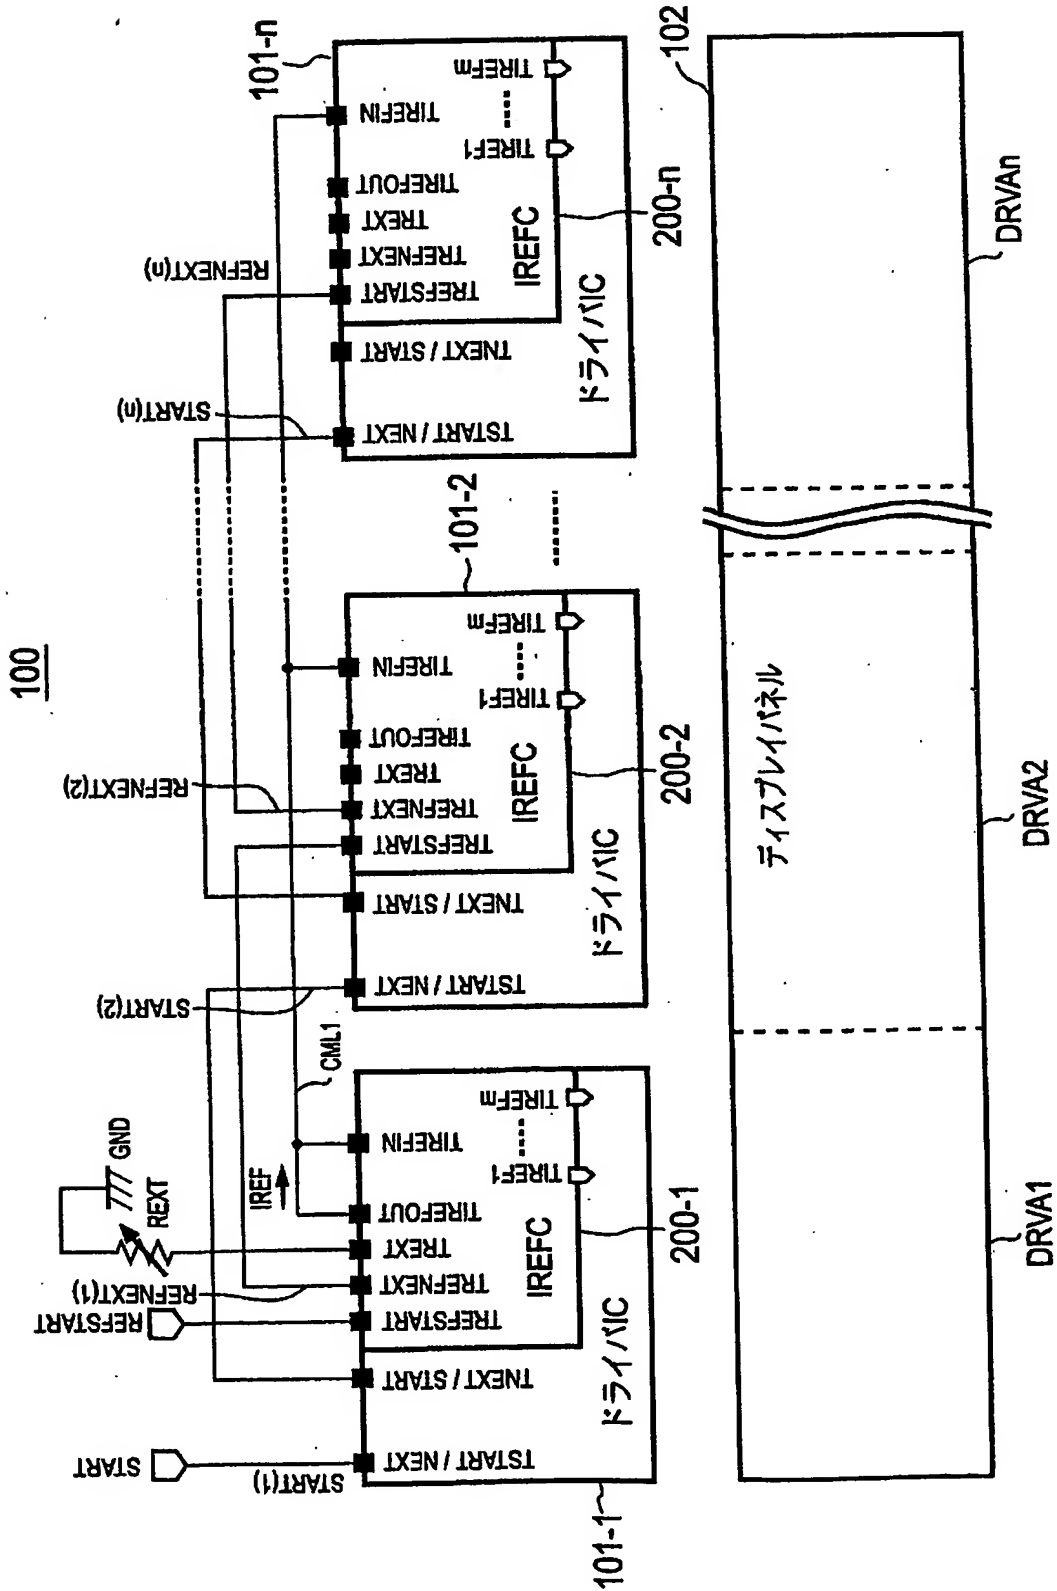 100
START
REFSTART
REXT
GND
START(1)
REFNEXT(1)
IREF
CML1
START(2)
REFNEXT(2)
START(n)
REFNEXT(n)
101-1
TSTART / NEXT
TNEXT / START
TREFSTART
TREFNEXT
TREXT
TIREFOUT
TIREFIN
ドライバIC
IREFC
TIREF1
TIREFm
200-1
101-2
TSTART / NEXT
TNEXT / START
TREFSTART
TREFNEXT
TREXT
TIREFOUT
TIREFIN
ドライバIC
IREFC
TIREF1
TIREFm
200-2
101-n
TSTART / NEXT
TNEXT / START
TREFSTART
TREFNEXT
TREXT
TIREFOUT
TIREFIN
ドライバIC
IREFC
TIREF1
TIREFm
200-n
102
ディスプレイパネル
DRVA1
DRVA2
DRVAn